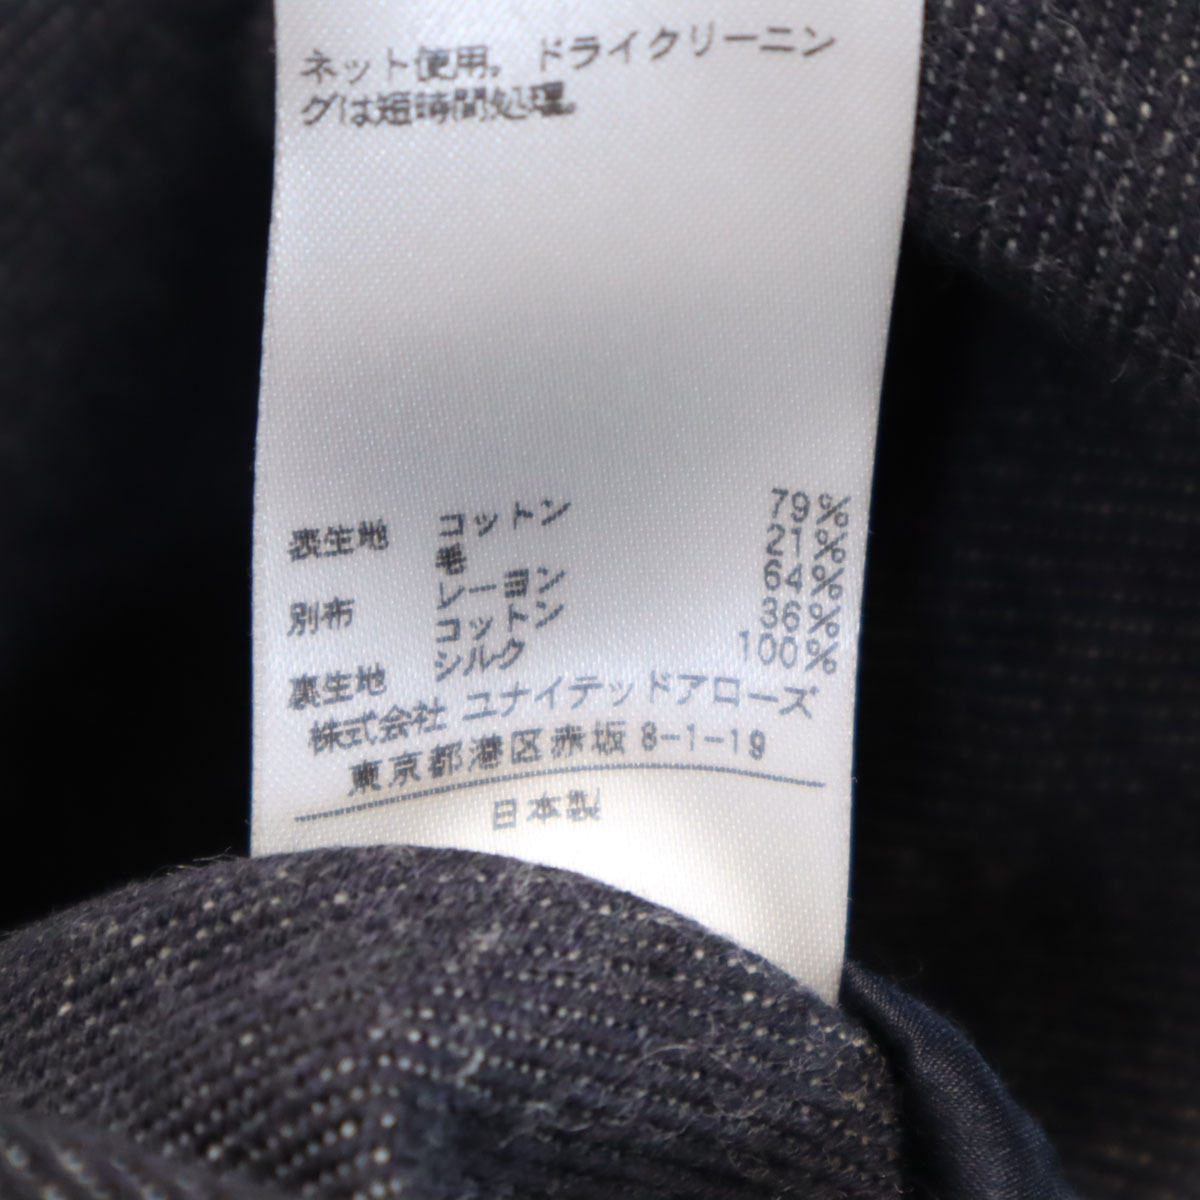 ネット使用。ドライクリーニン
グは短時間処理。
表生地 コットン 79%
毛 21%
別布 レーヨン 64%
コットン 36%
裏生地 シルク 100%
株式会社 ユナイテッドアローズ
東京都港区赤坂 8-1-19
日本製